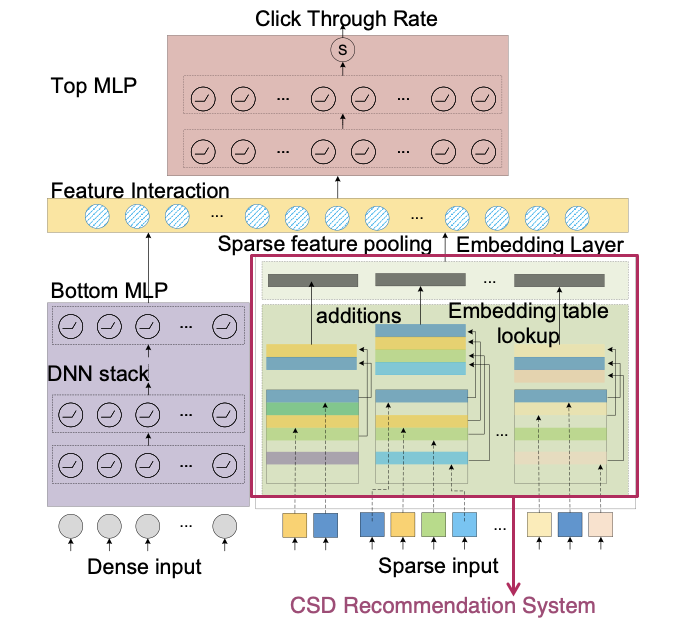 Click Through Rate
S
Top MLP
...
...
...
...
Feature Interaction
...
...
Sparse feature pooling
Embedding Layer
Bottom MLP
...
additions
Embedding table
lookup
...
DNN stack
...
...
...
...
...
Dense input
Sparse input
CSD Recommendation System